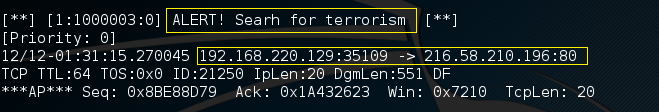 [**] [1:1000003:0] ALERT! Searh for terrorism [**]
[Priority: 0]
12/12-01:31:15.270045 192.168.220.129:35109 -> 216.58.210.196:80
TCP TTL:64 TOS:0x0 ID:21250 IpLen:20 DgmLen:551 DF
***AP*** Seq: 0x8BE88D79 Ack: 0x1A432623 Win: 0x7210 TcpLen: 20